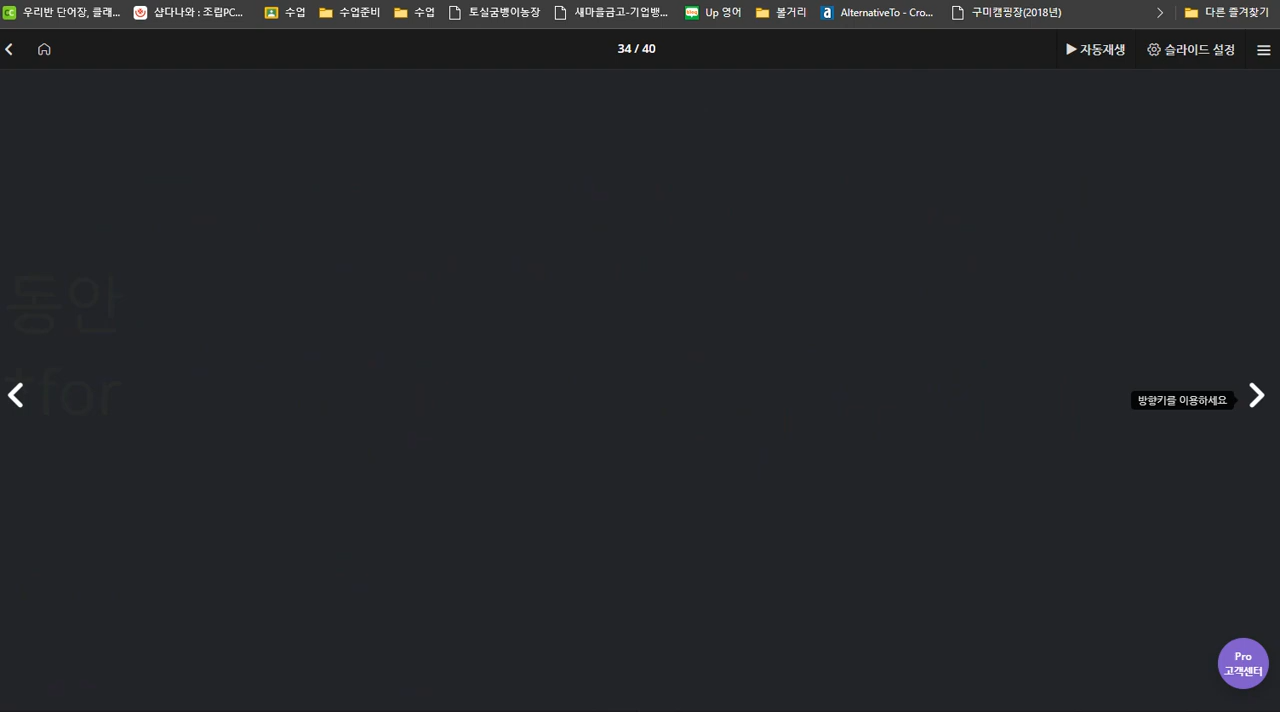 우리반 단어장, 클래... 샵다나와 : 조립PC... 수업 수업준비 수업 토실굼벵이농장 새마을금고-기업뱅... Up 영어 볼거리 AlternativeTo - Cro... 구미캠핑장(2018년) 다른 즐겨찾기
34 / 40 자동재생 슬라이드 설정
동안
*for
방향키를 이용하세요
Pro
고객센터